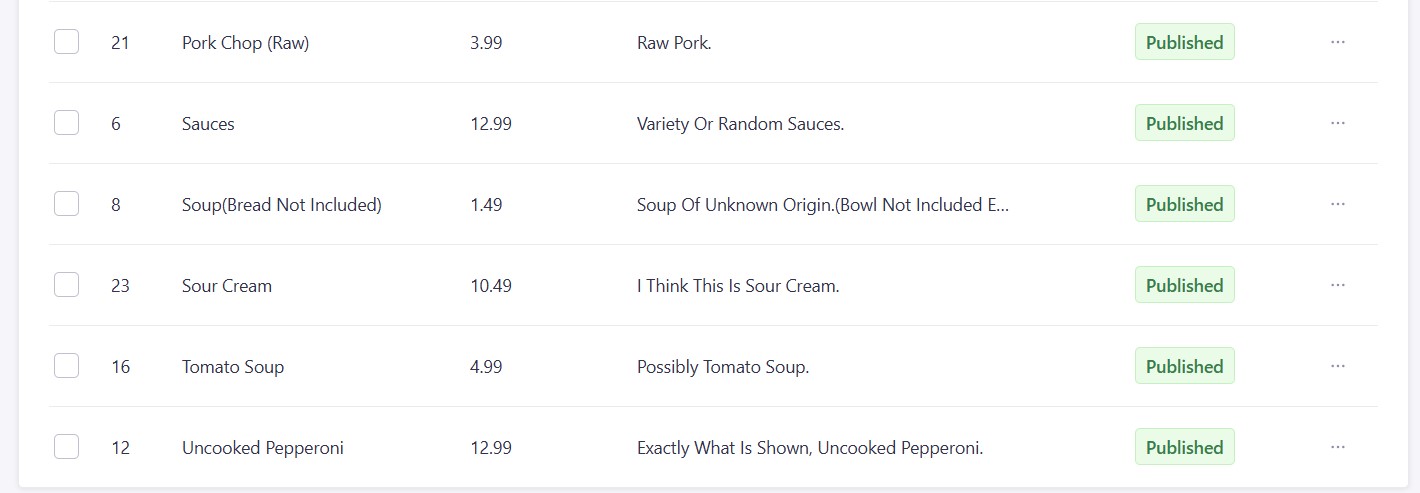 21 Pork Chop (Raw) 3.99 Raw Pork. Published ...
6 Sauces 12.99 Variety Or Random Sauces. Published ...
8 Soup(Bread Not Included) 1.49 Soup Of Unknown Origin.(Bowl Not Included E... Published ...
23 Sour Cream 10.49 I Think This Is Sour Cream. Published ...
16 Tomato Soup 4.99 Possibly Tomato Soup. Published ...
12 Uncooked Pepperoni 12.99 Exactly What Is Shown, Uncooked Pepperoni. Published ...